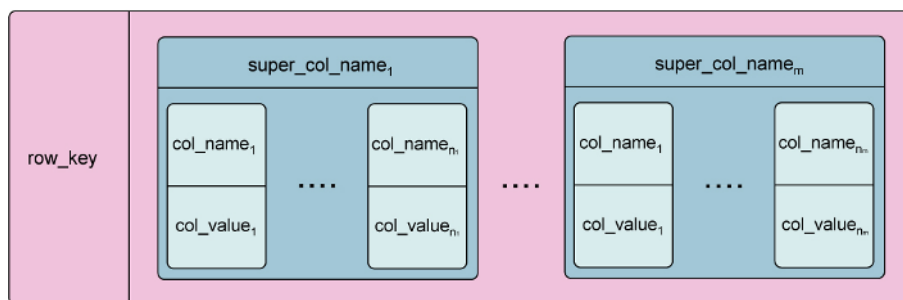 super_col_name₁
super_col_nameₘ
col_name₁
col_nameₙ₁
col_name₁
col_nameₙₘ
row_key
....
....
....
col_value₁
col_valueₙ₁
col_value₁
col_valueₙₘ